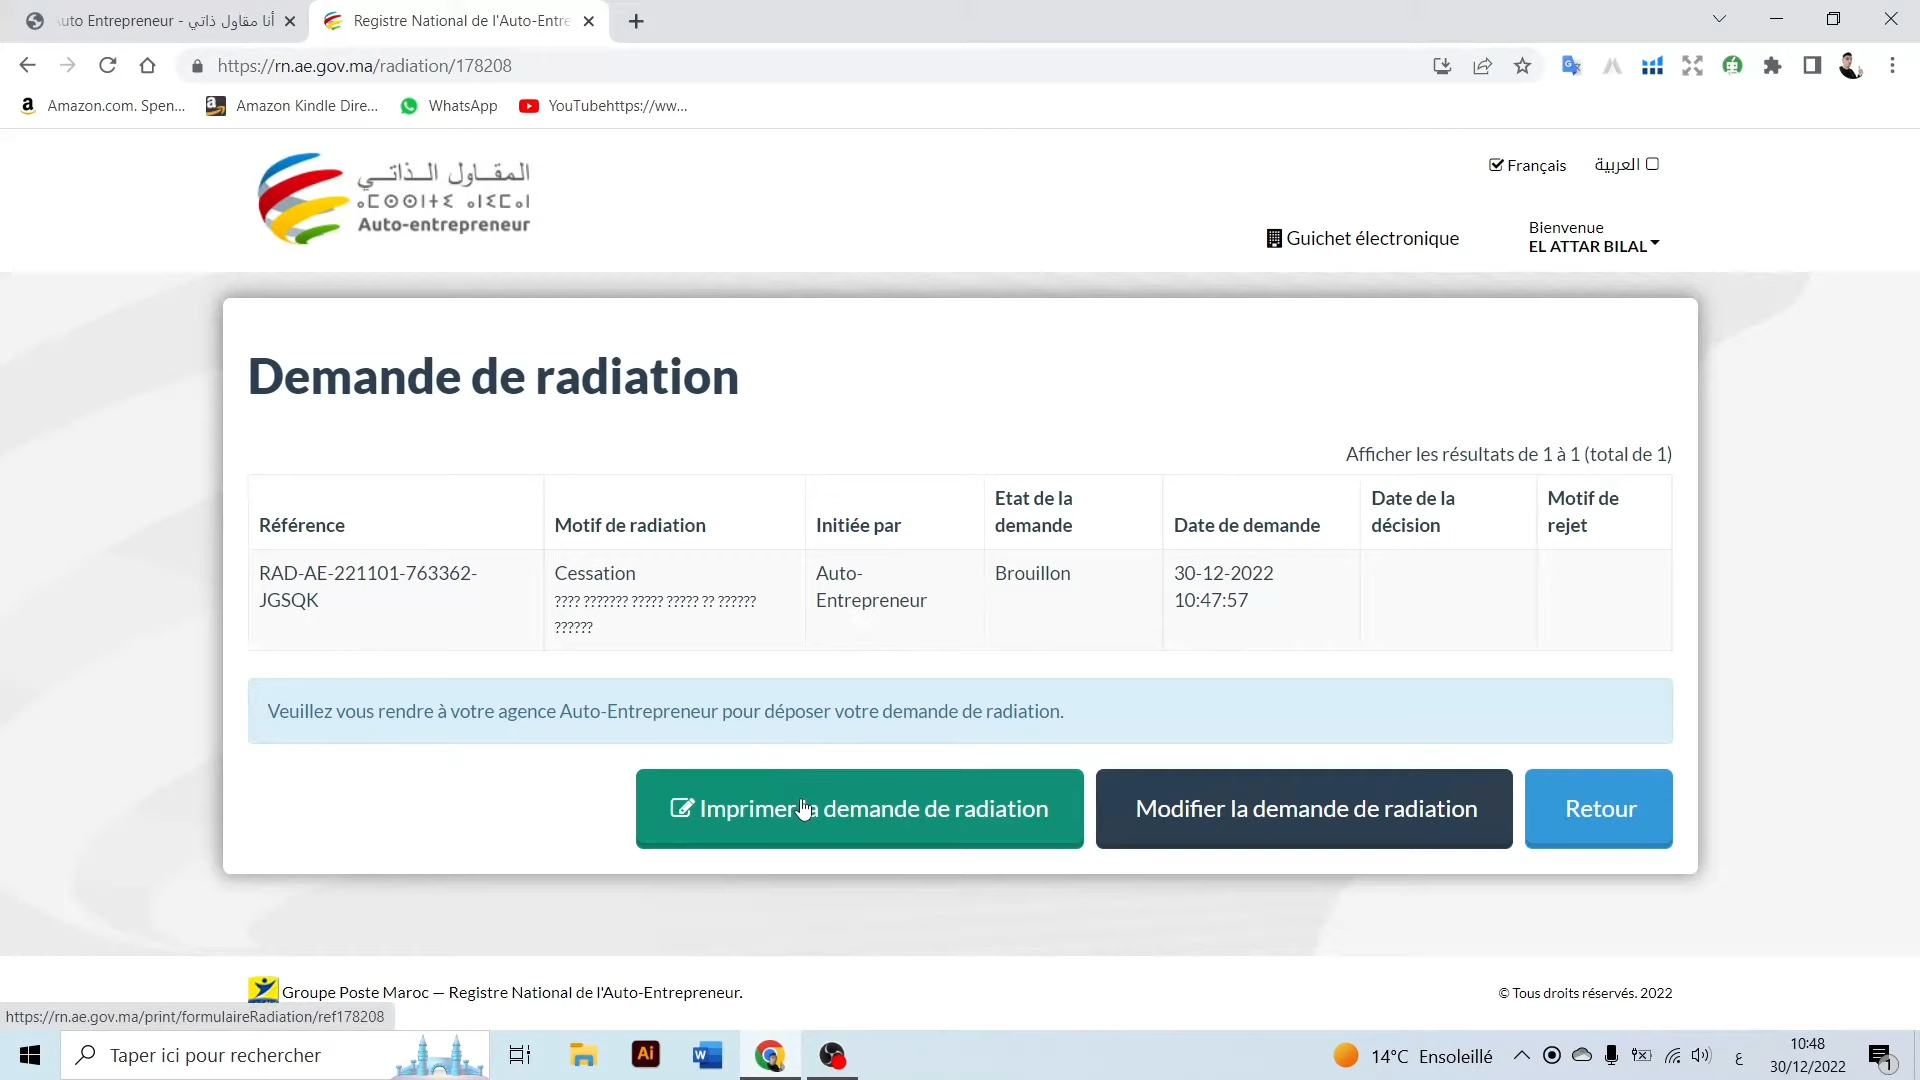 uto Entrepreneur - أنا مقاول ذاتي
Registre National de l'Auto-Entre
https://rn.ae.gov.ma/radiation/178208
Amazon.com. Spen...
Amazon Kindle Dire...
WhatsApp
YouTubehttps://ww...
المقاول الذاتي
ⴰⵎⵙⵙⵏⵜⵉ ⴰⵏⵉⵎⴰⵏ
Auto-entrepreneur
Français
العربية
Guichet électronique
Bienvenue
EL ATTAR BILAL
Demande de radiation
Afficher les résultats de 1 à 1 (total de 1)
Référence
Motif de radiation
Initiée par
Etat de la
demande
Date de demande
Date de la
décision
Motif de
rejet
RAD-AE-221101-763362-
JGSQK
Cessation
???? ??????? ????? ????? ?? ??????
??????
Auto-
Entrepreneur
Brouillon
30-12-2022
10:47:57
Veuillez vous rendre à votre agence Auto-Entrepreneur pour déposer votre demande de radiation.
Imprimer la demande de radiation
Modifier la demande de radiation
Retour
Groupe Poste Maroc — Registre National de l'Auto-Entrepreneur.
© Tous droits réservés. 2022
https://rn.ae.gov.ma/print/formulaireRadiation/ref178208
Taper ici pour rechercher
Ai
W
14°C Ensoleillé
ع
10:48
30/12/2022
1